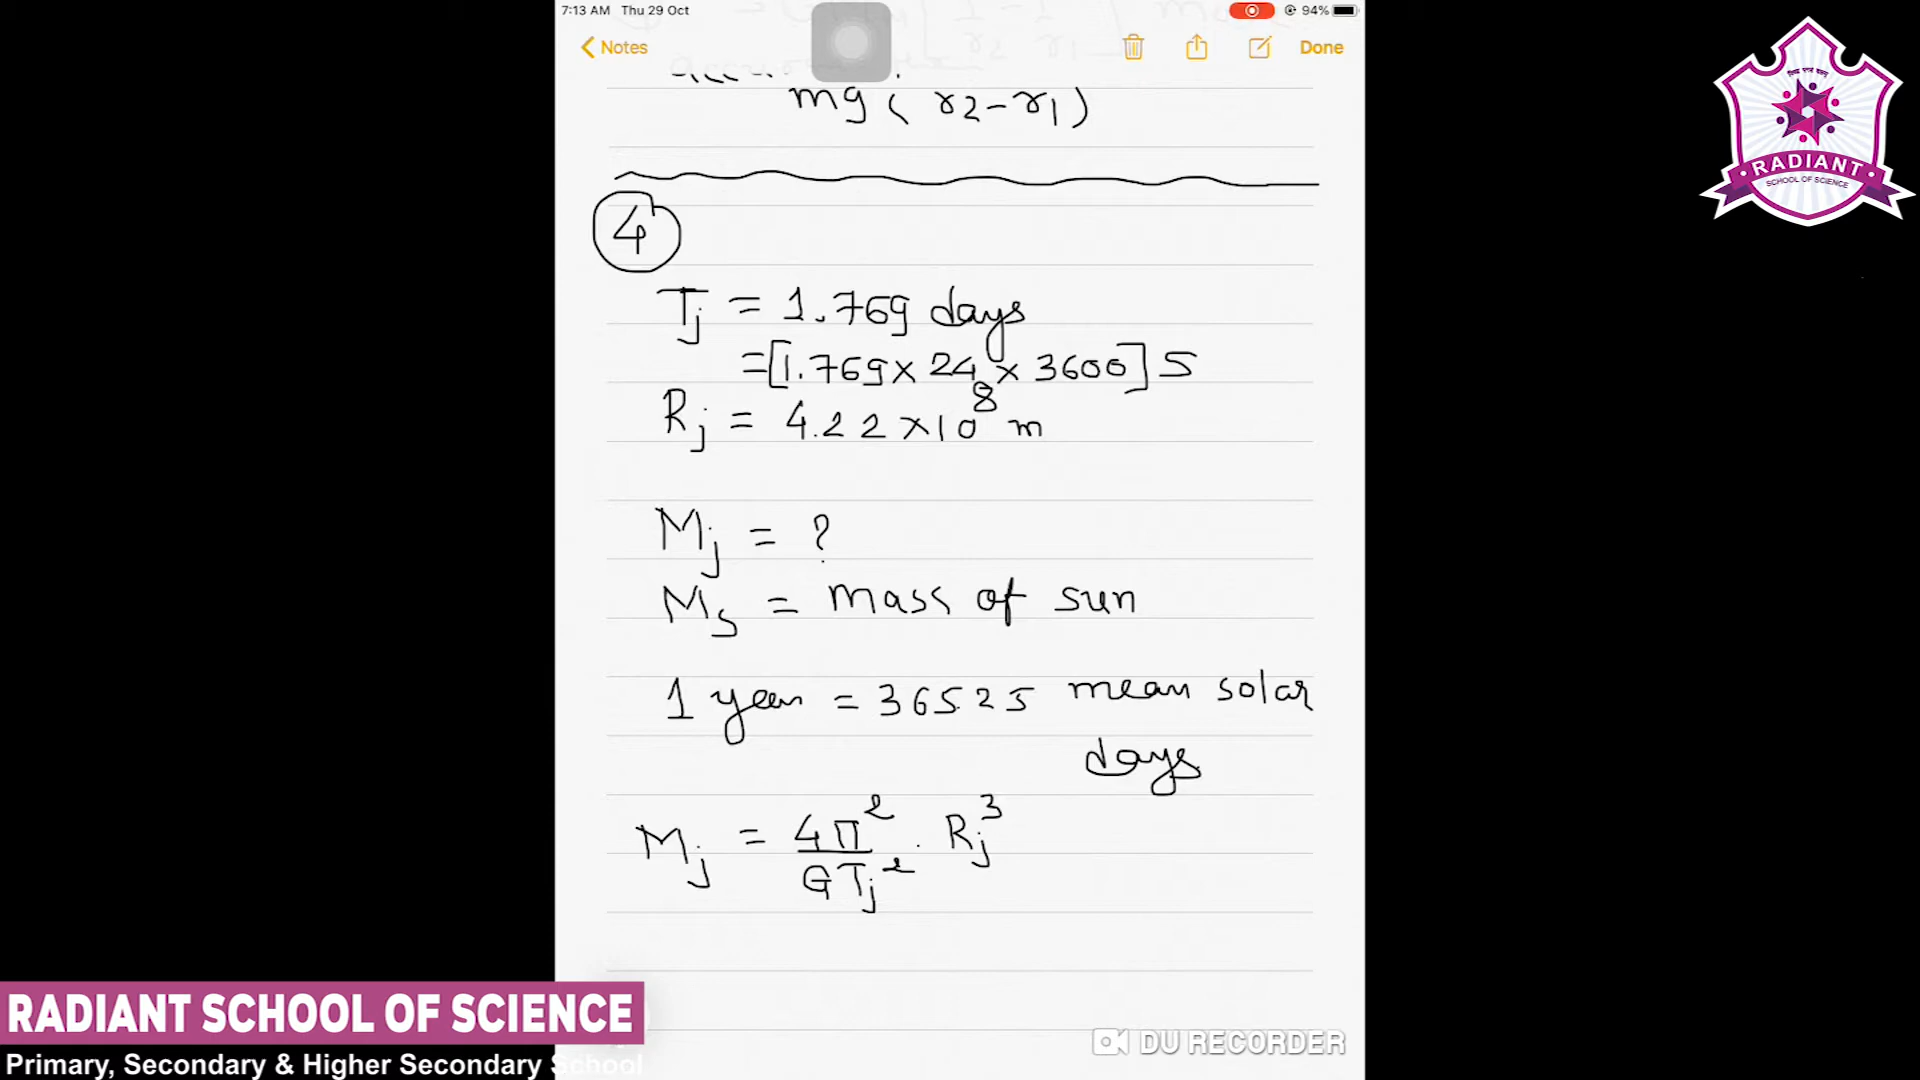 7:13 AM Thu 29 Oct
94%
Notes
Done
mg ( r2 - r1 )
4
Tj = 1.769 days
= [1.769 × 24 × 3600] S
Rj = 4.22 × 10⁸ m
Mj = ?
Ms = mass of sun
1 year = 365.25 mean solar
days
Mj = 4π² / GTj² . Rj³
RADIANT
SCHOOL OF SCIENCE
RADIANT SCHOOL OF SCIENCE
Primary, Secondary & Higher Secondary School
DU RECORDER